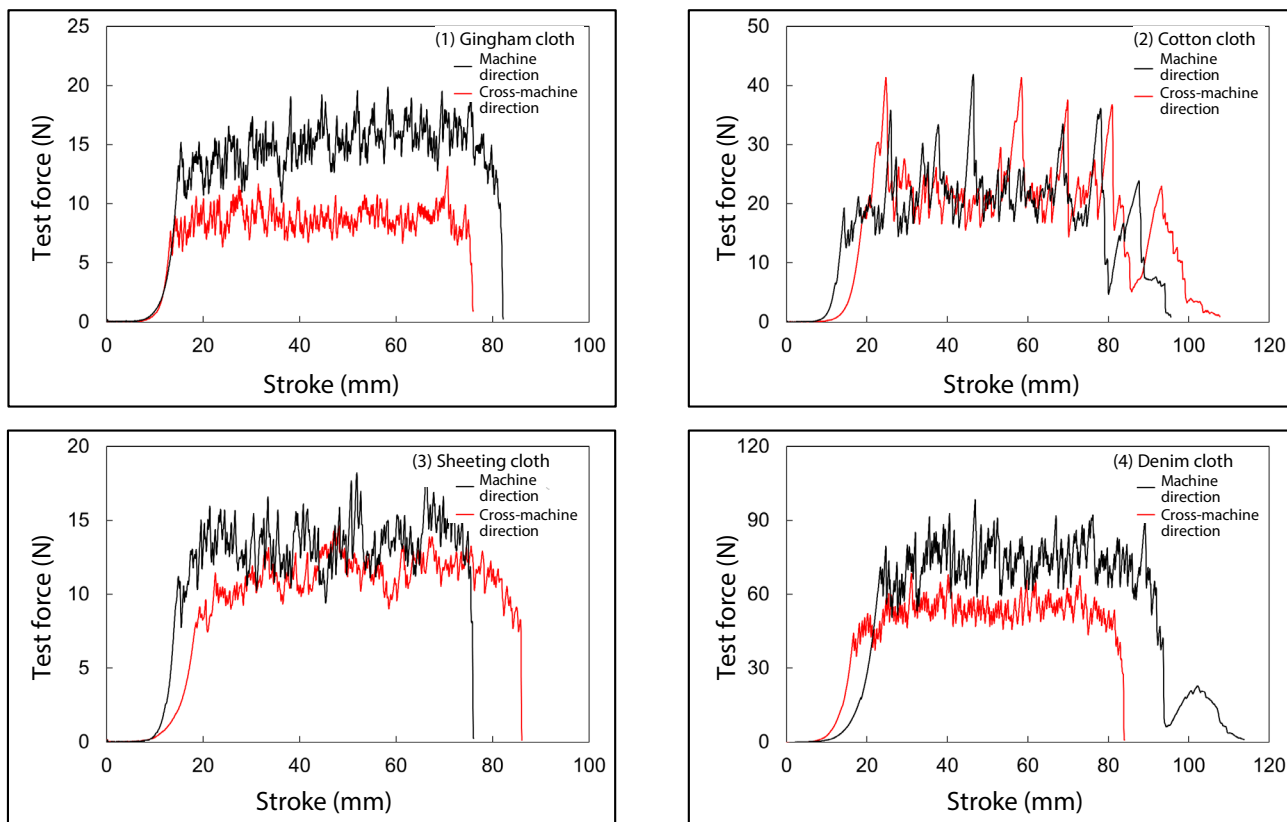 (1) Gingham cloth
Machine
direction
Cross-machine
direction
Test force (N)
25
20
15
10
5
0
0 20 40 60 80 100
Stroke (mm)
(2) Cotton cloth
Machine
direction
Cross-machine
direction
Test force (N)
50
40
30
20
10
0
0 20 40 60 80 100 120
Stroke (mm)
(3) Sheeting cloth
Machine
direction
Cross-machine
direction
Test force (N)
20
15
10
5
0
0 20 40 60 80 100
Stroke (mm)
(4) Denim cloth
Machine
direction
Cross-machine
direction
Test force (N)
120
90
60
30
0
0 20 40 60 80 100 120
Stroke (mm)